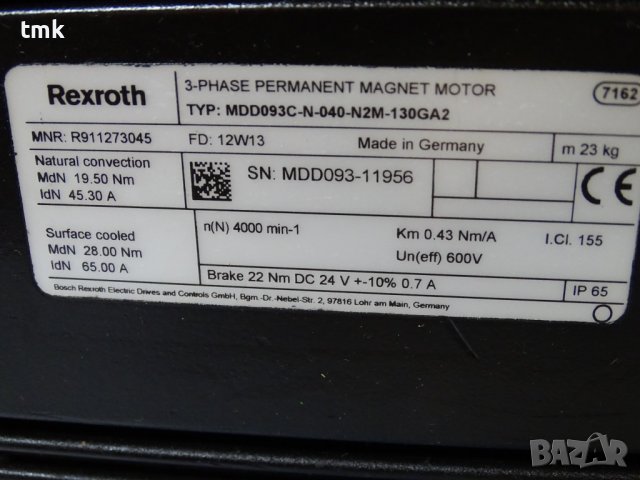 tmk
Rexroth
3-PHASE PERMANENT MAGNET MOTOR
7162
TYP: MDD093C-N-040-N2M-130GA2
MNR: R911273045
FD: 12W13
Made in Germany
m 23 kg
Natural convection
MdN 19.50 Nm
IdN 45.30 A
SN: MDD093-11956
CE
Surface cooled
MdN 28.00 Nm
IdN 65.00 A
n(N) 4000 min-1
Km 0.43 Nm/A
I.Cl. 155
Un(eff) 600V
Brake 22 Nm DC 24 V +-10% 0.7 A
IP 65
Bosch Rexroth Electric Drives and Controls GmbH, Bgm.-Dr.-Nebel-Str. 2, 97816 Lohr am Main, Germany
BAZAR